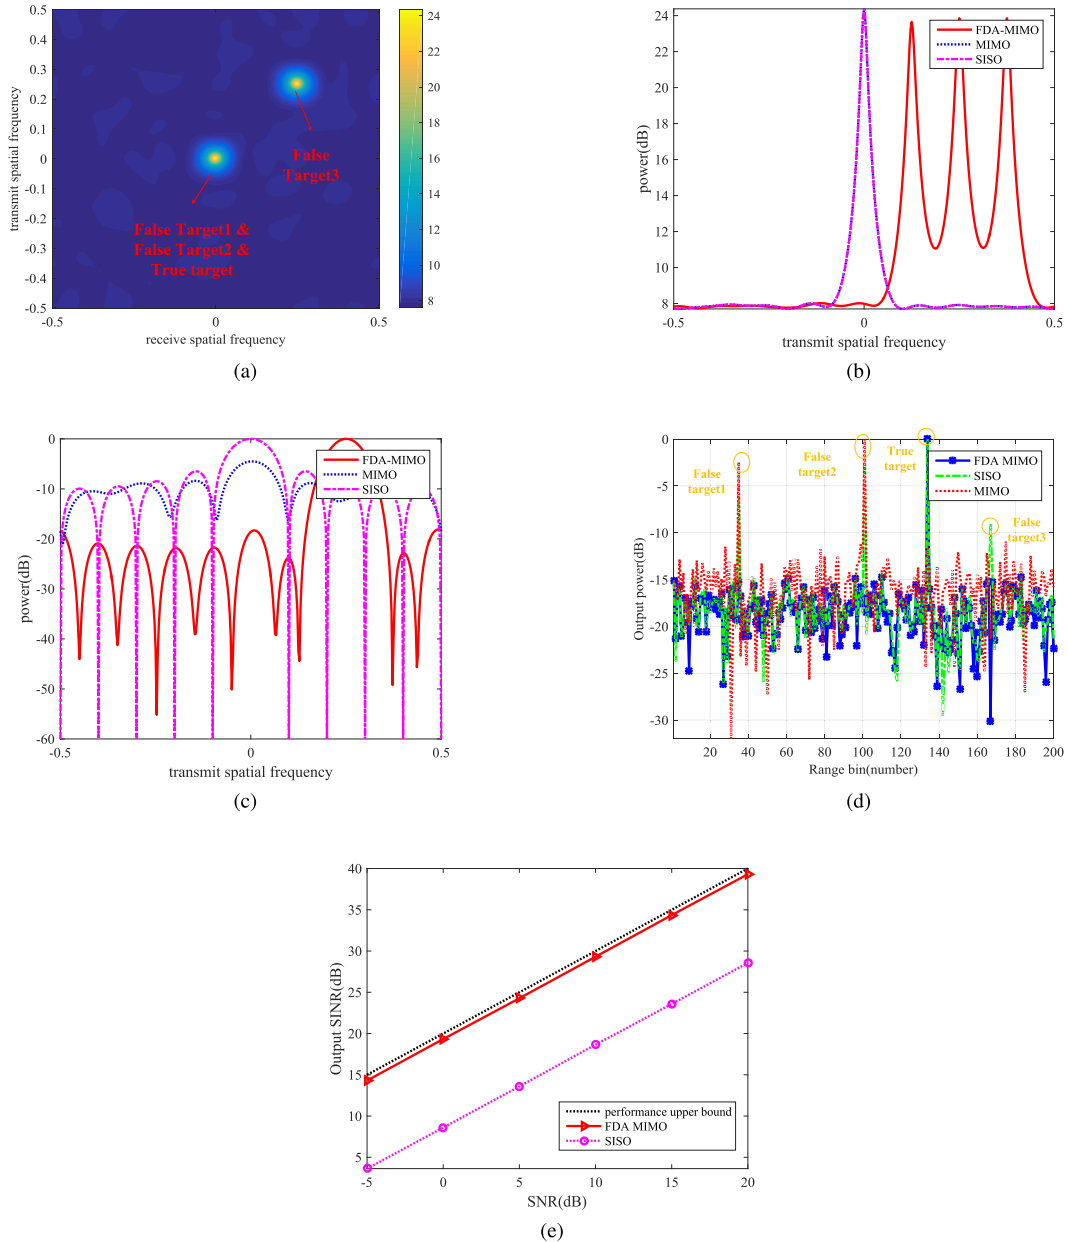 0.5
0.4
0.3
0.2
0.1
0
-0.1
-0.2
-0.3
-0.4
-0.5
-0.5
0
0.5
transmit spatial frequency
receive spatial frequency
False
Target3
False Target1 &
False Target2 &
True target
24
22
20
18
16
14
12
10
8
(a)
24
22
20
18
16
14
12
10
8
-0.5
0
0.5
power(dB)
transmit spatial frequency
FDA-MIMO
MIMO
SISO
(b)
0
-10
-20
-30
-40
-50
-60
-0.5
0
0.5
power(dB)
transmit spatial frequency
FDA-MIMO
MIMO
SISO
(c)
0
-5
-10
-15
-20
-25
-30
20
40
60
80
100
120
140
160
180
200
Output power(dB)
Range bin(number)
False
target1
False
target2
True
target
False
target3
FDA MIMO
SISO
MIMO
(d)
40
35
30
25
20
15
10
5
-5
0
5
10
15
20
Output SINR(dB)
SNR(dB)
performance upper bound
FDA MIMO
SISO
(e)